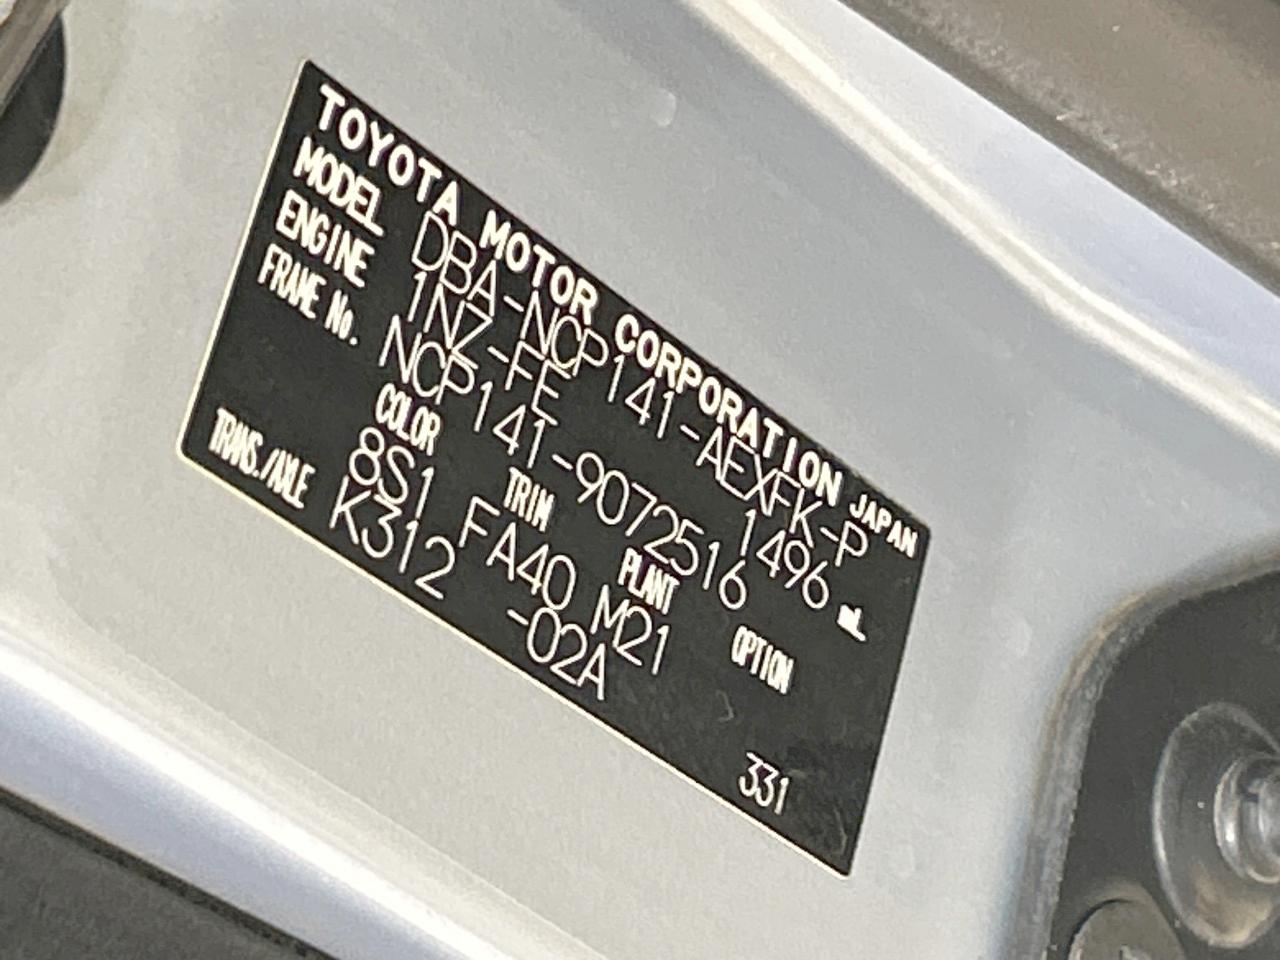 TOYOTA MOTOR CORPORATION JAPAN
MODEL DBA-NCP141-AEXFK-P
ENGINE 1NZ-FE 1496 mL
FRAME No. NCP141-9072516
COLOR TRIM PLANT OPTION
8S1 FA40 M21
TRANS./AXLE K312 -02A
331